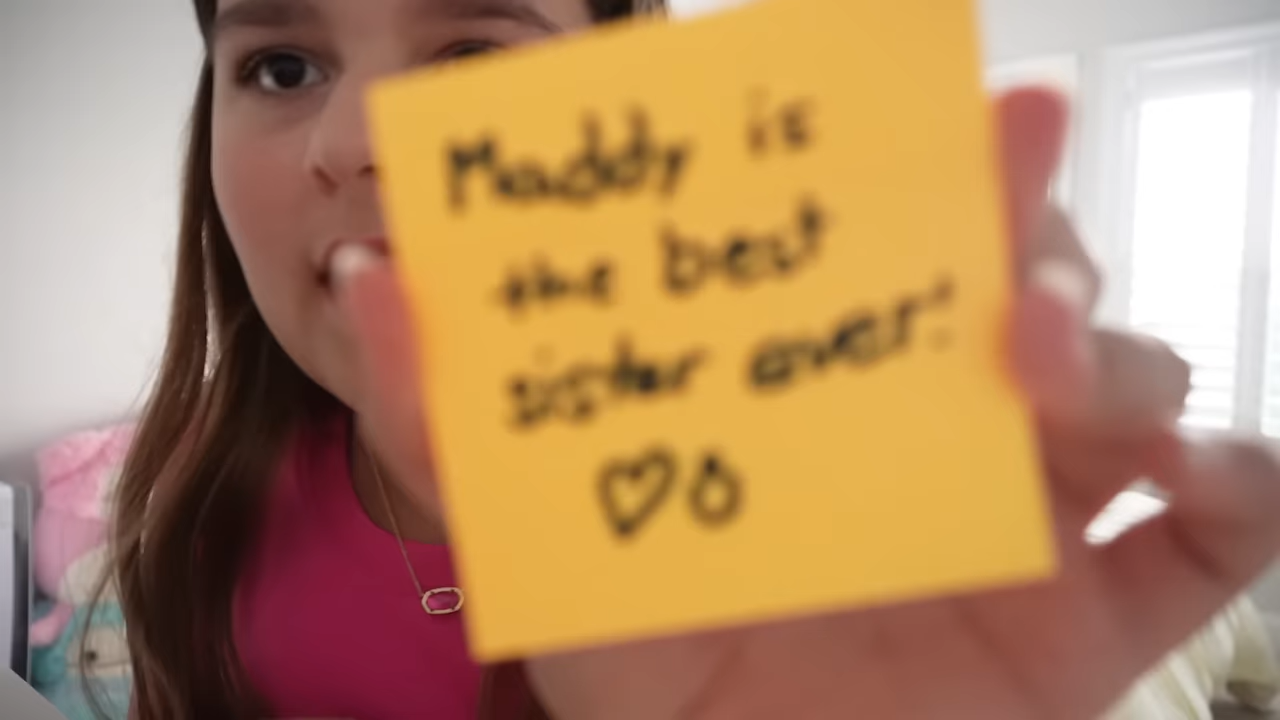 Maddy is
the best
sister ever!
♡